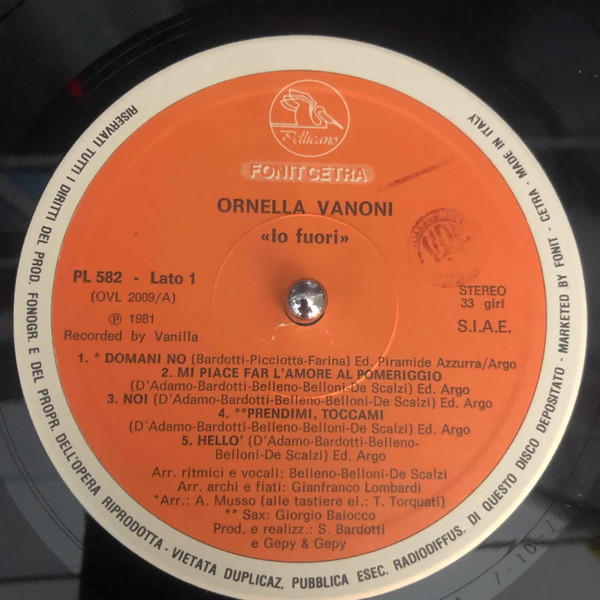 Pellicano
FONIT CETRA
ORNELLA VANONI
«Io fuori»
PL 582 - Lato 1
(OVL 2009/A)
℗ 1981
Recorded by Vanilla
STEREO
33 giri
S.I.A.E.
1. * DOMANI NO (Bardotti-Picciotta-Farina) Ed. Piramide Azzurra/Argo
2. MI PIACE FAR L'AMORE AL POMERIGGIO
(D'Adamo-Bardotti-Belleno-Belloni-De Scalzi) Ed. Argo
3. NOI (D'Adamo-Bardotti-Belleno-Belloni-De Scalzi) Ed. Argo
4. **PRENDIMI, TOCCAMI
(D'Adamo-Bardotti-Belleno-Belloni-De Scalzi) Ed. Argo
5. HELLO' (D'Adamo-Bardotti-Belleno-
Belloni-De Scalzi) Ed. Argo
Arr. ritmici e vocali: Belleno-Belloni-De Scalzi
Arr. archi e fiati: Gianfranco Lombardi
*Arr.: A. Musso (alle tastiere el.: T. Torquati)
** Sax: Giorgio Baiocco
Prod. e realizz.: S. Bardotti
e Gepy & Gepy
RISERVATI TUTTI I DIRITTI DEL PROD. FONOGR. E DEL PROPR. DELL'OPERA RIPRODOTTA - VIETATA DUPLICAZ. PUBBLICA ESEC. RADIODIFFUS. DI QUESTO DISCO DEPOSITATO - MARKETED BY FONIT - CETRA - MADE IN ITALY